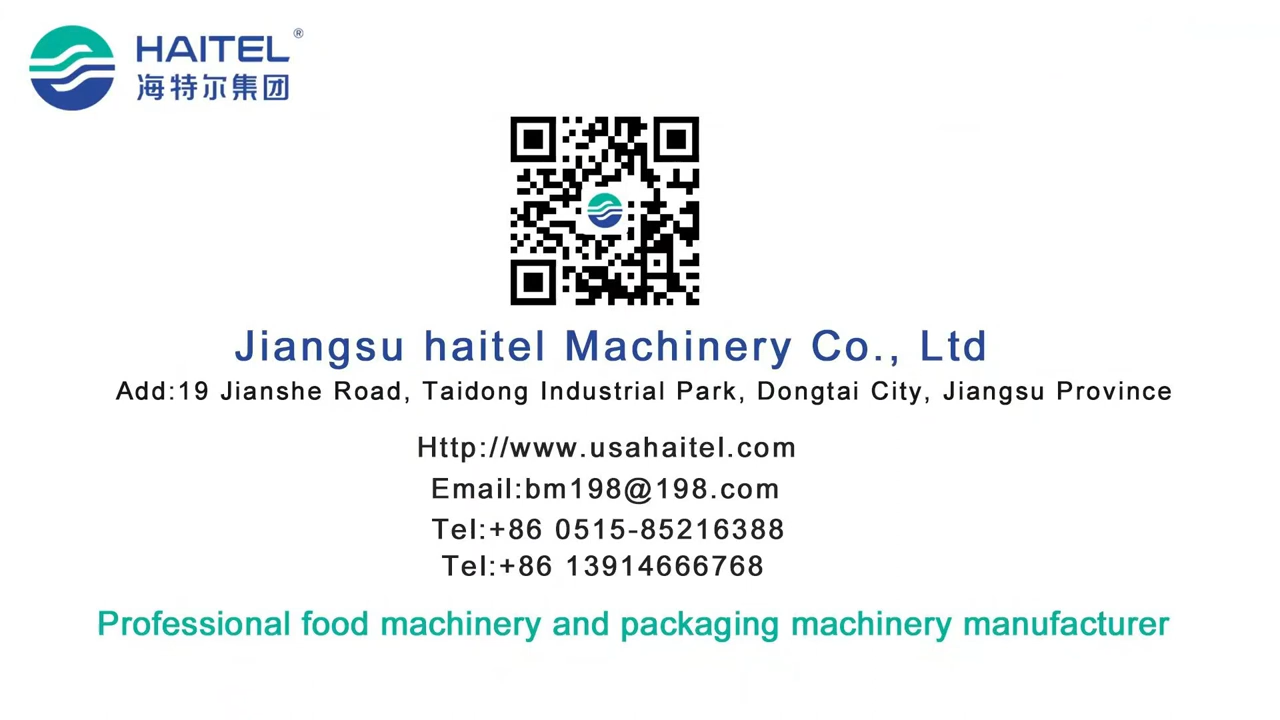 HAITEL®
海特尔集团
Jiangsu haitel Machinery Co., Ltd
Add:19 Jianshe Road, Taidong Industrial Park, Dongtai City, Jiangsu Province
Http://www.usahaitel.com
Email:bm198@198.com
Tel:+86 0515-85216388
Tel:+86 13914666768
Professional food machinery and packaging machinery manufacturer